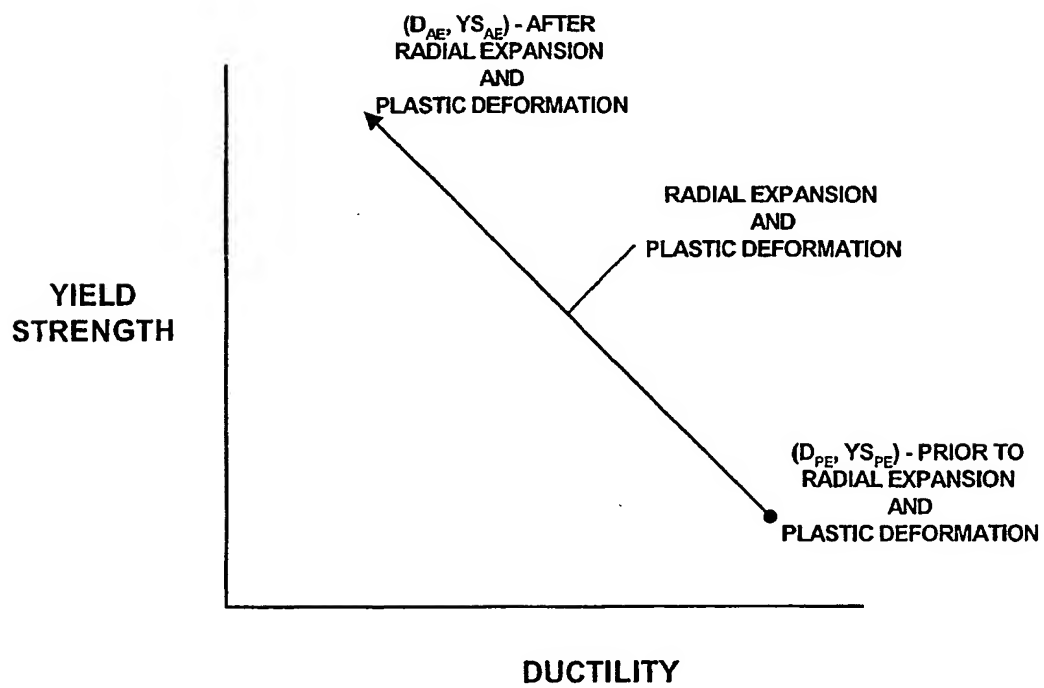 (D_AE, YS_AE) - AFTER
RADIAL EXPANSION
AND
PLASTIC DEFORMATION
RADIAL EXPANSION
AND
PLASTIC DEFORMATION
YIELD
STRENGTH
(D_PE, YS_PE) - PRIOR TO
RADIAL EXPANSION
AND
PLASTIC DEFORMATION
DUCTILITY